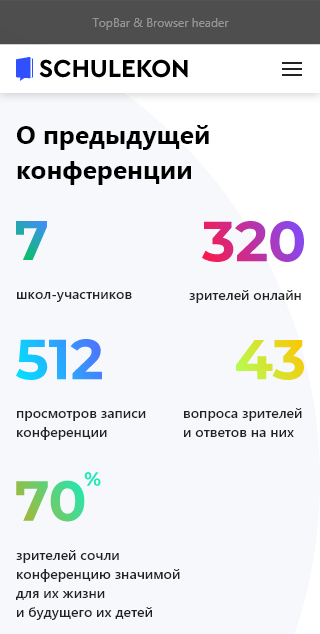 TopBar & Browser header
SCHULEKON
О предыдущей
конференции
7
школ-участников
320
зрителей онлайн
512
просмотров записи
конференции
43
вопроса зрителей
и ответов на них
70%
зрителей сочли
конференцию значимой
для их жизни
и будущего их детей